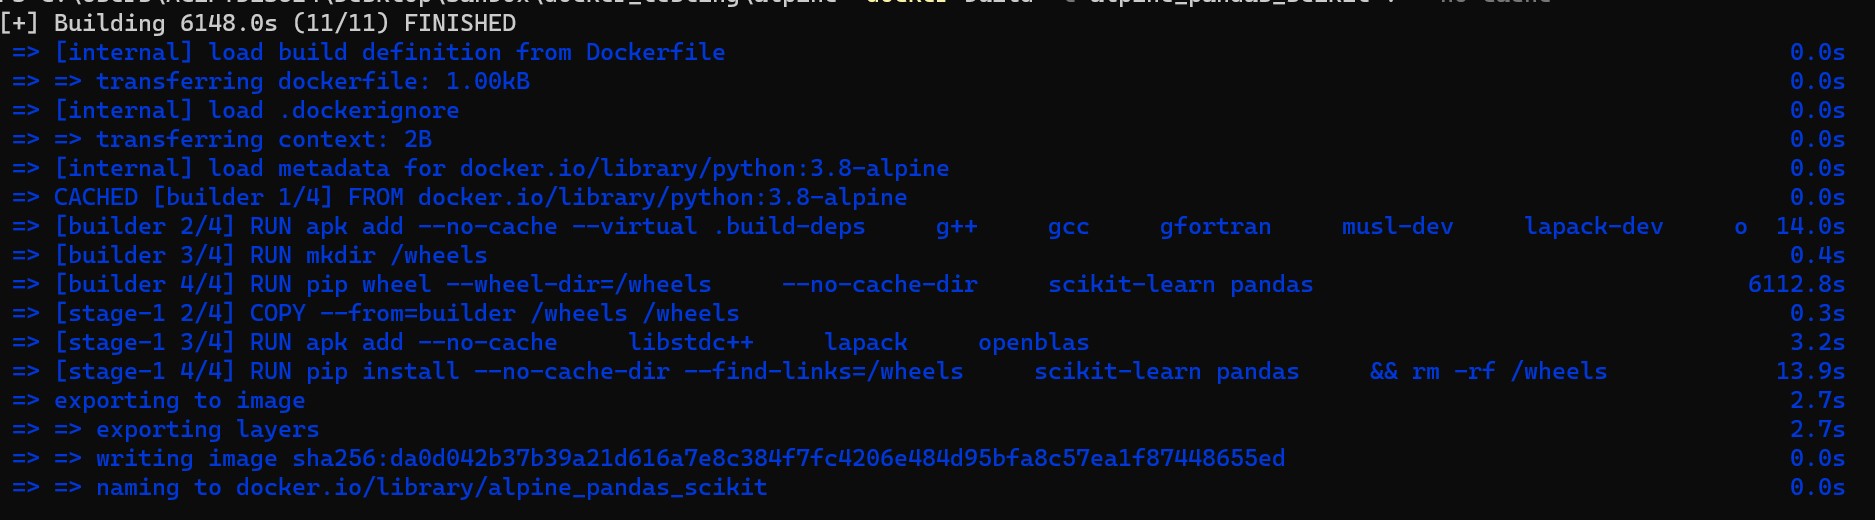 [+] Building 6148.0s (11/11) FINISHED
=> [internal] load build definition from Dockerfile 0.0s
=> => transferring dockerfile: 1.00kB 0.0s
=> [internal] load .dockerignore 0.0s
=> => transferring context: 2B 0.0s
=> [internal] load metadata for docker.io/library/python:3.8-alpine 0.0s
=> CACHED [builder 1/4] FROM docker.io/library/python:3.8-alpine 0.0s
=> [builder 2/4] RUN apk add --no-cache --virtual .build-deps     g++     gcc     gfortran     musl-dev     lapack-dev     o 14.0s
=> [builder 3/4] RUN mkdir /wheels 0.4s
=> [builder 4/4] RUN pip wheel --wheel-dir=/wheels     --no-cache-dir     scikit-learn pandas 6112.8s
=> [stage-1 2/4] COPY --from=builder /wheels /wheels 0.3s
=> [stage-1 3/4] RUN apk add --no-cache     libstdc++     lapack     openblas 3.2s
=> [stage-1 4/4] RUN pip install --no-cache-dir --find-links=/wheels     scikit-learn pandas     && rm -rf /wheels 13.9s
=> exporting to image 2.7s
=> => exporting layers 2.7s
=> => writing image sha256:da0d042b37b39a21d616a7e8c384f7fc4206e484d95bfa8c57ea1f87448655ed 0.0s
=> => naming to docker.io/library/alpine_pandas_scikit 0.0s